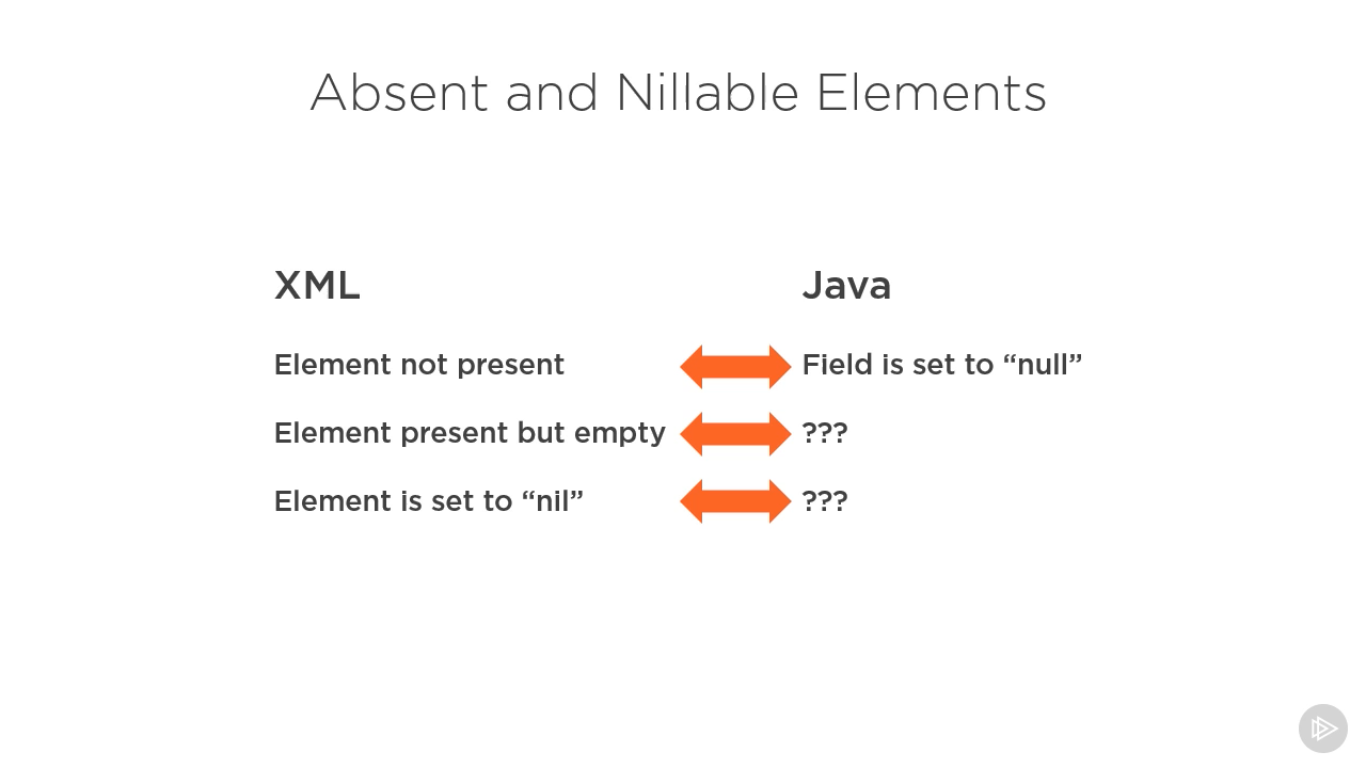 Absent and Nillable Elements
XML Java
Element not present Field is set to “null”
Element present but empty ???
Element is set to “nil” ???